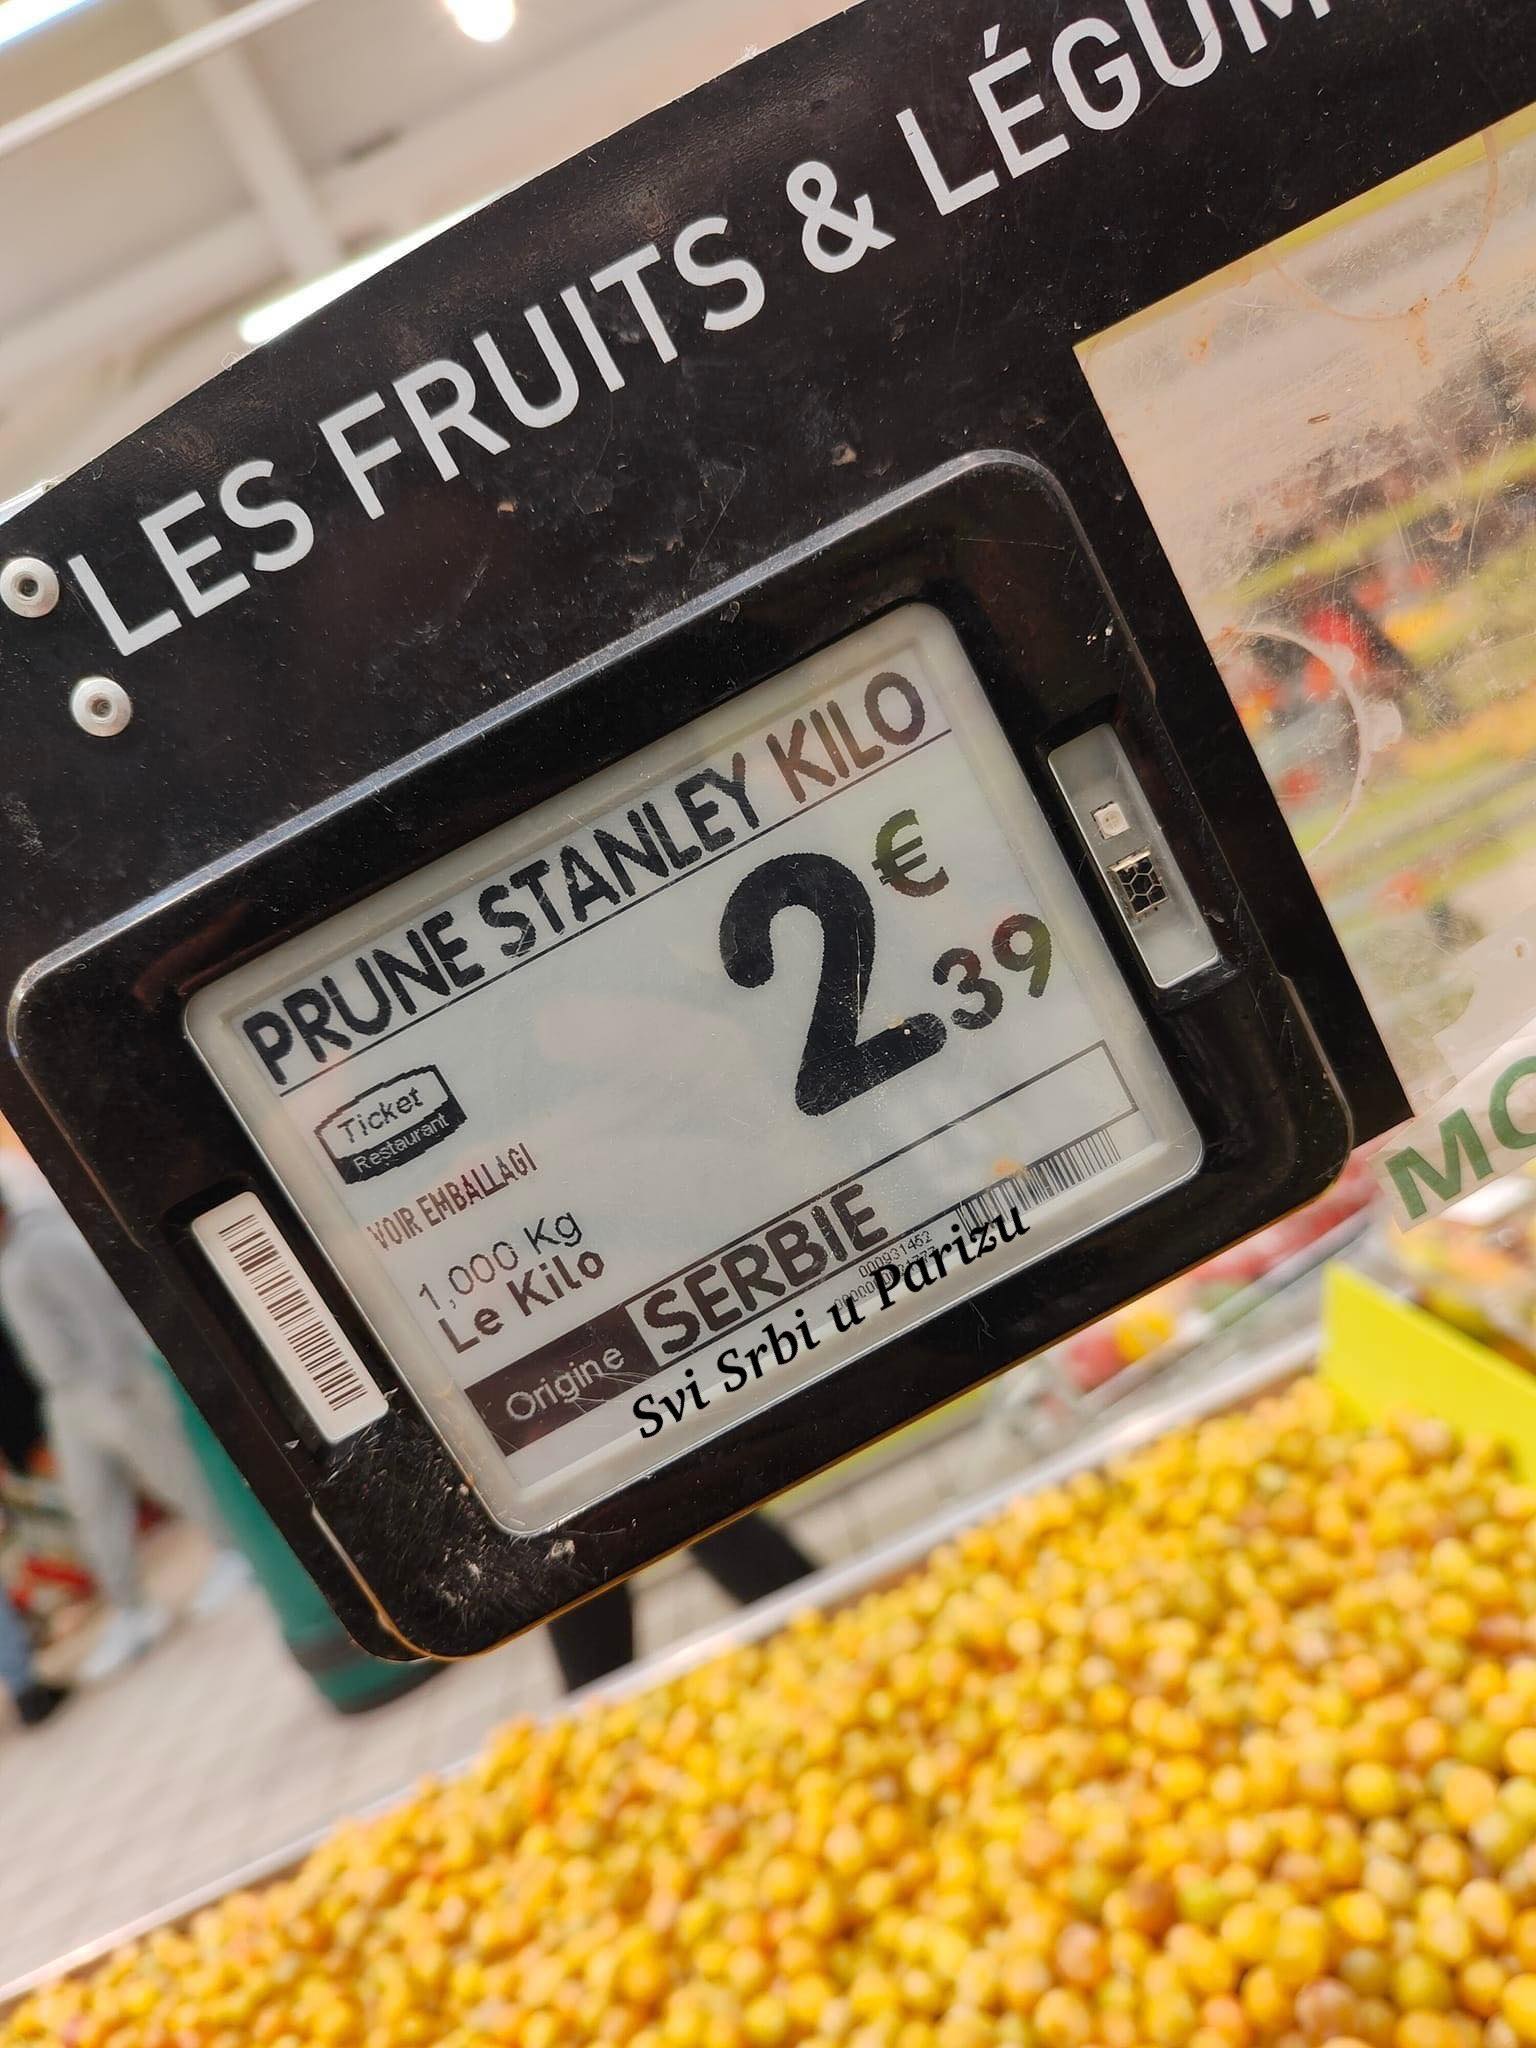 LES FRUITS & LÉGUM
PRUNE STANLEY KILO
2€39
Ticket
Restaurant
VOIR EMBALLAGI
1,000 Kg
Le Kilo
Origine SERBIE
000931452
Svi Srbi u Parizu
MO